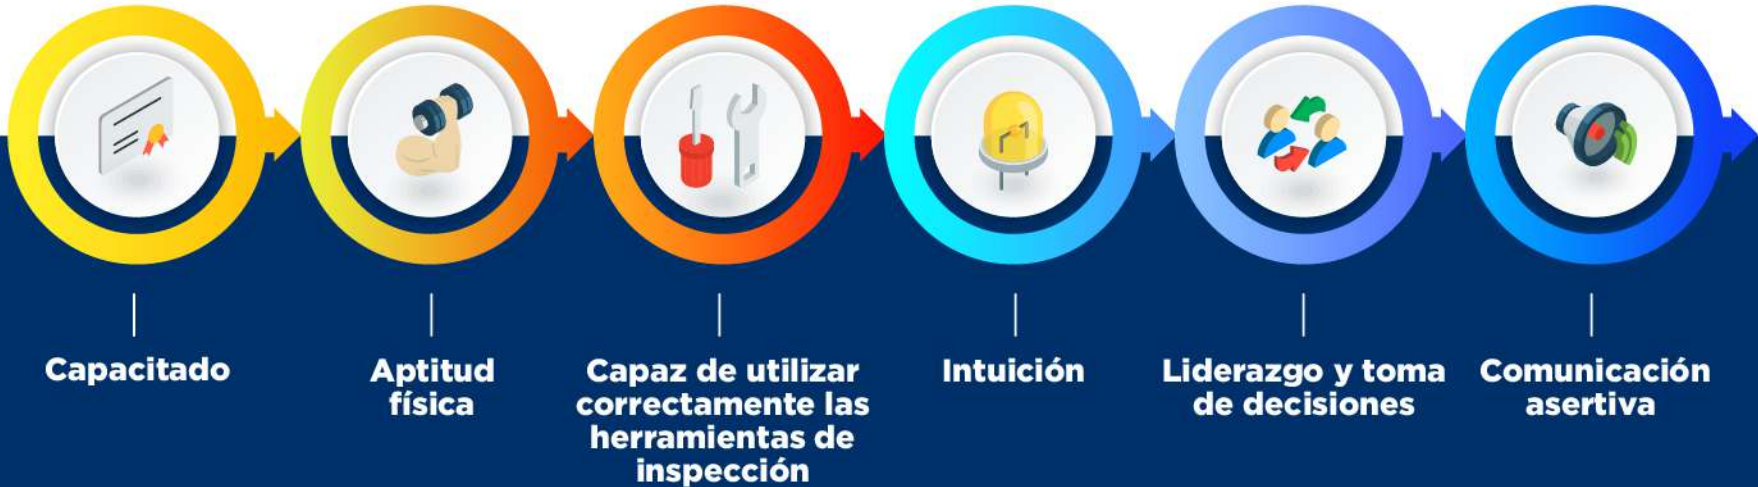 Capacitado
Aptitud
física
Capaz de utilizar
correctamente las
herramientas de
inspección
Intuición
Liderazgo y toma
de decisiones
Comunicación
asertiva